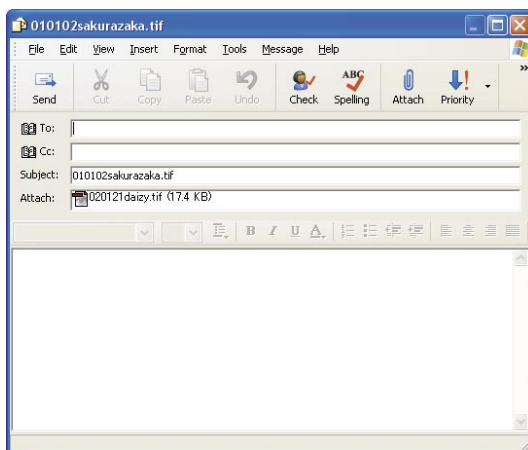 010102sakurazaka.tif
File Edit View Insert Format Tools Message Help
Send Cut Copy Paste Undo Check Spelling Attach Priority »
To:
Cc:
Subject: 010102sakurazaka.tif
Attach: 020121daizy.tif (17.4 KB)
B I U A